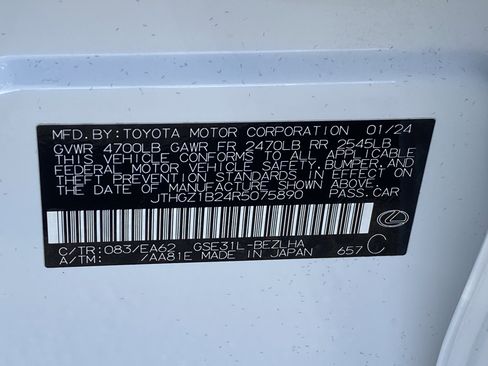 MFD. BY: TOYOTA MOTOR CORPORATION 01/24
GVWR 4700LB GAWR FR 2470LB RR 2545LB
THIS VEHICLE CONFORMS TO ALL APPLICABLE
FEDERAL MOTOR VEHICLE SAFETY, BUMPER, AND
THEFT PREVENTION STANDARDS IN EFFECT ON
THE DATE OF MANUFACTURE SHOWN ABOVE.
JTHGZ1B24R5075890 PASS.CAR
C/TR: 083/EA62 GSE31L-BEZLHA
A/TM: 7AA81E MADE IN JAPAN 657 C